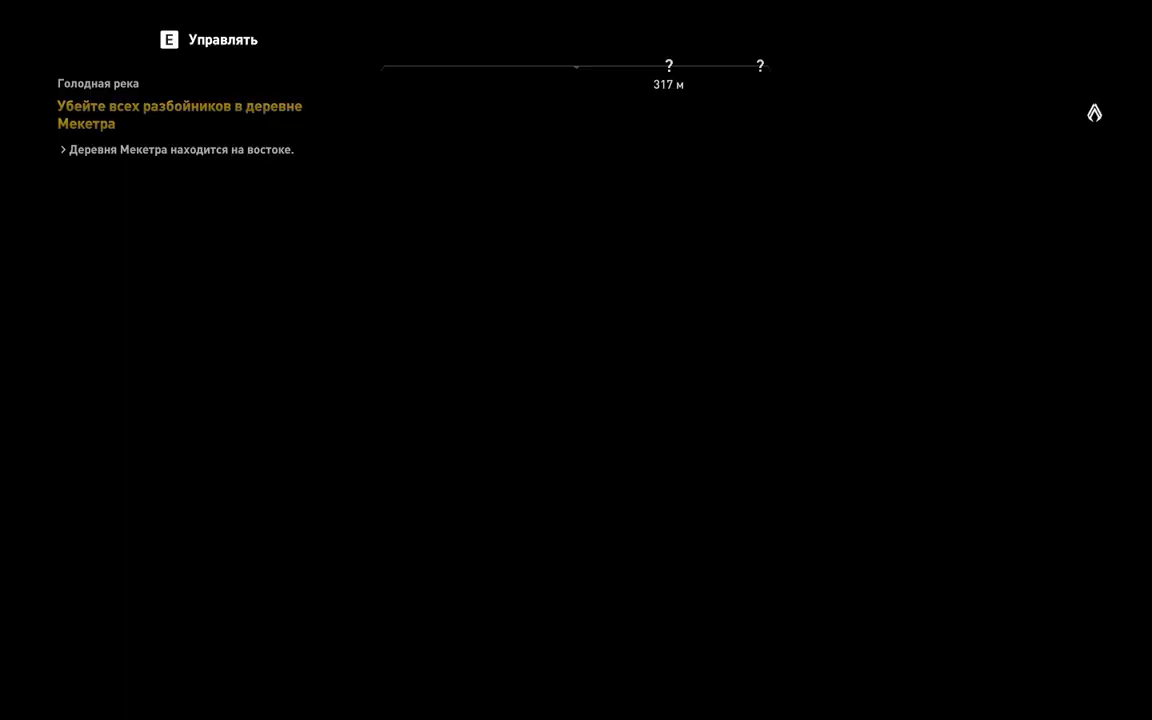 E Управлять
? ?
317 м
Голодная река
Убейте всех разбойников в деревне
Мекетра
> Деревня Мекетра находится на востоке.